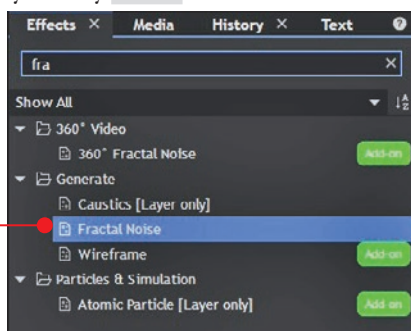 Effects × Media History × Text ?
fra ×
Show All
360° Video
360° Fractal Noise Add-on
Generate
Caustics [Layer only]
Fractal Noise
Wireframe Add-on
Particles & Simulation
Atomic Particle [Layer only] Add-on